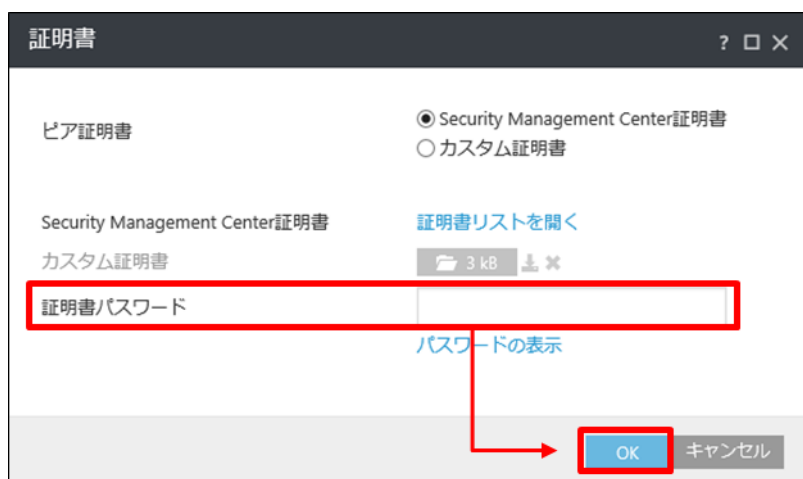 証明書
?
ピア証明書
Security Management Center証明書
カスタム証明書
Security Management Center証明書
証明書リストを開く
カスタム証明書
3 kB
証明書パスワード
パスワードの表示
OK
キャンセル